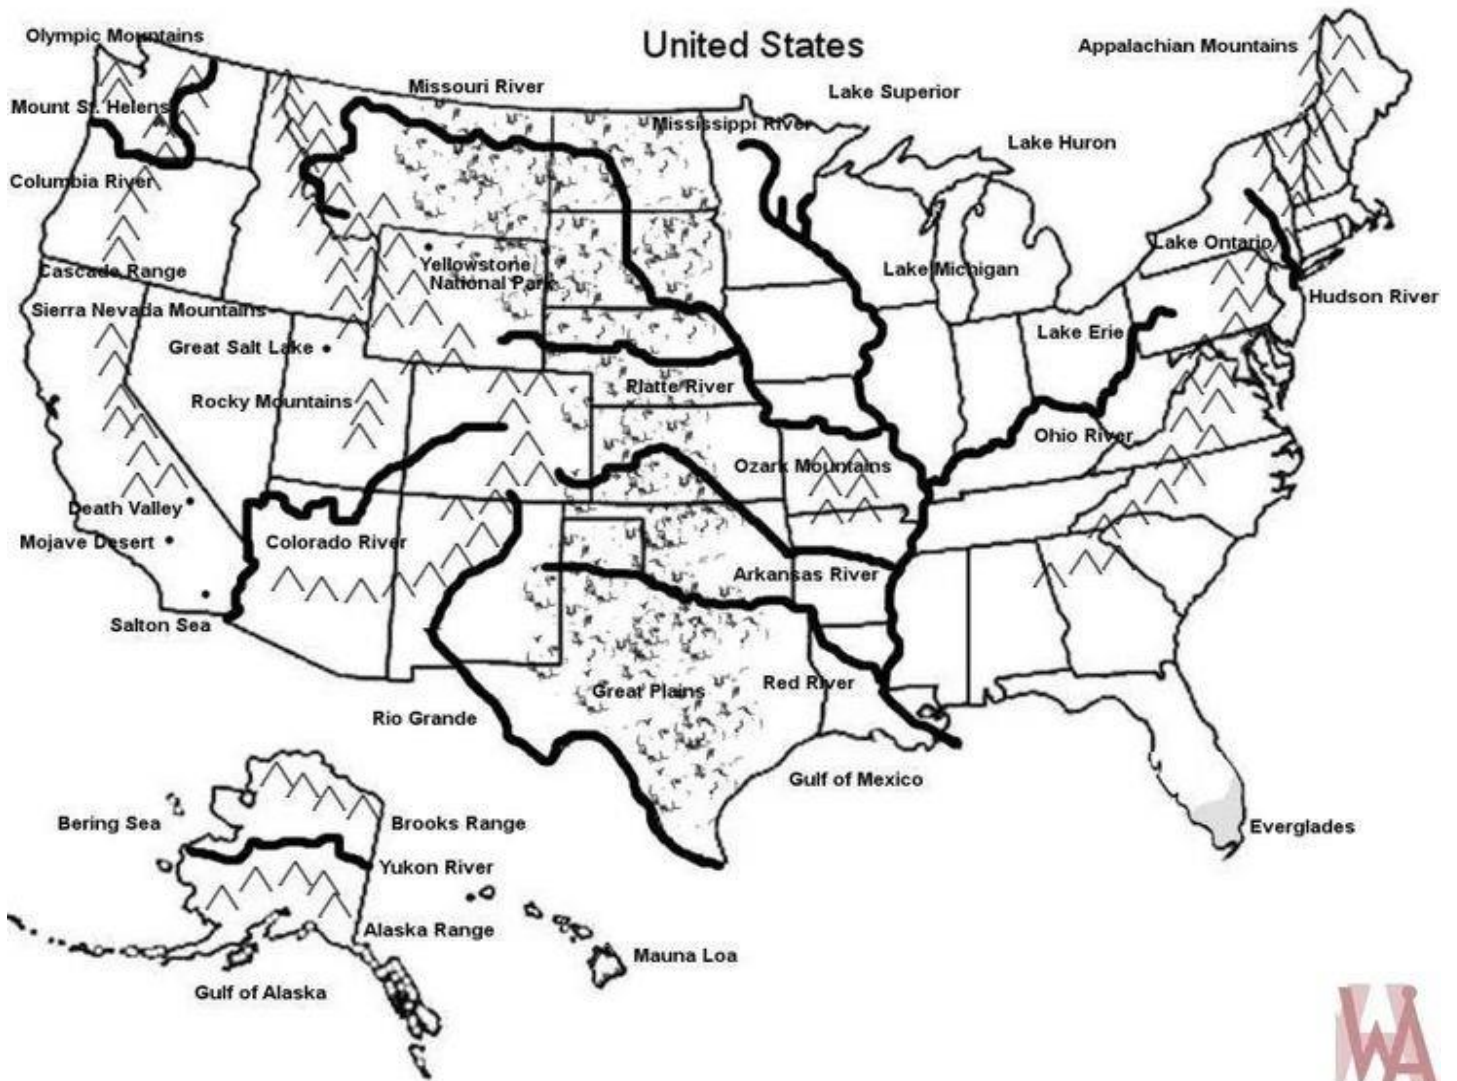 United States
Olympic Mountains
Appalachian Mountains
Missouri River
Lake Superior
Mount St. Helens
Mississippi River
Lake Huron
Columbia River
Lake Ontario
Cascade Range
Yellowstone
National Park
Lake Michigan
Hudson River
Sierra Nevada Mountains
Lake Erie
Great Salt Lake
Platte River
Rocky Mountains
Ohio River
Ozark Mountains
Death Valley
Mojave Desert
Colorado River
Arkansas River
Salton Sea
Red River
Great Plains
Rio Grande
Gulf of Mexico
Bering Sea
Brooks Range
Everglades
Yukon River
Alaska Range
Mauna Loa
Gulf of Alaska
WA